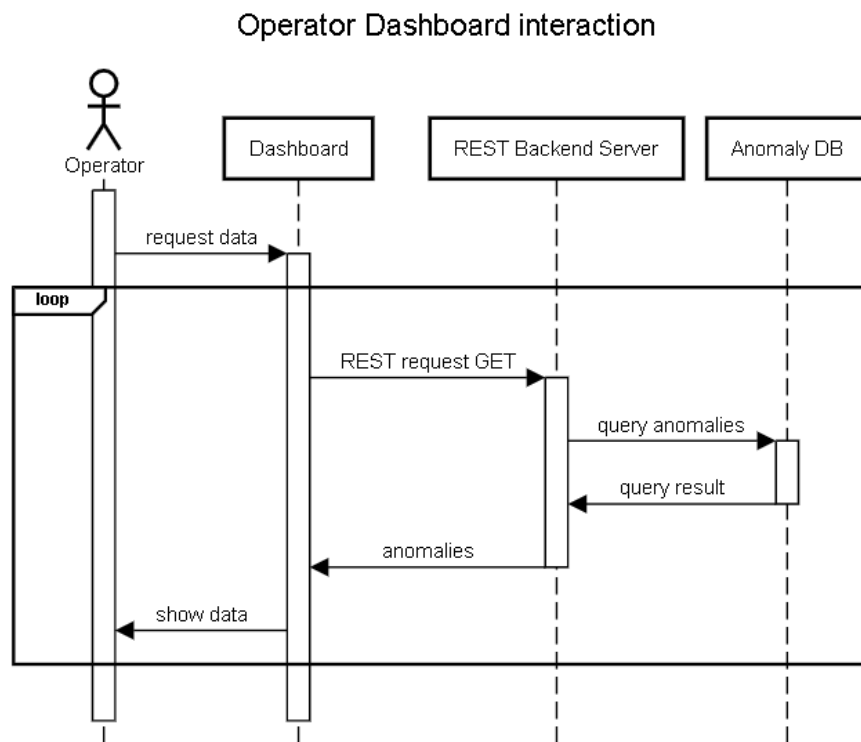 Operator Dashboard interaction
Operator
Dashboard
REST Backend Server
Anomaly DB
request data
loop
REST request GET
query anomalies
query result
anomalies
show data